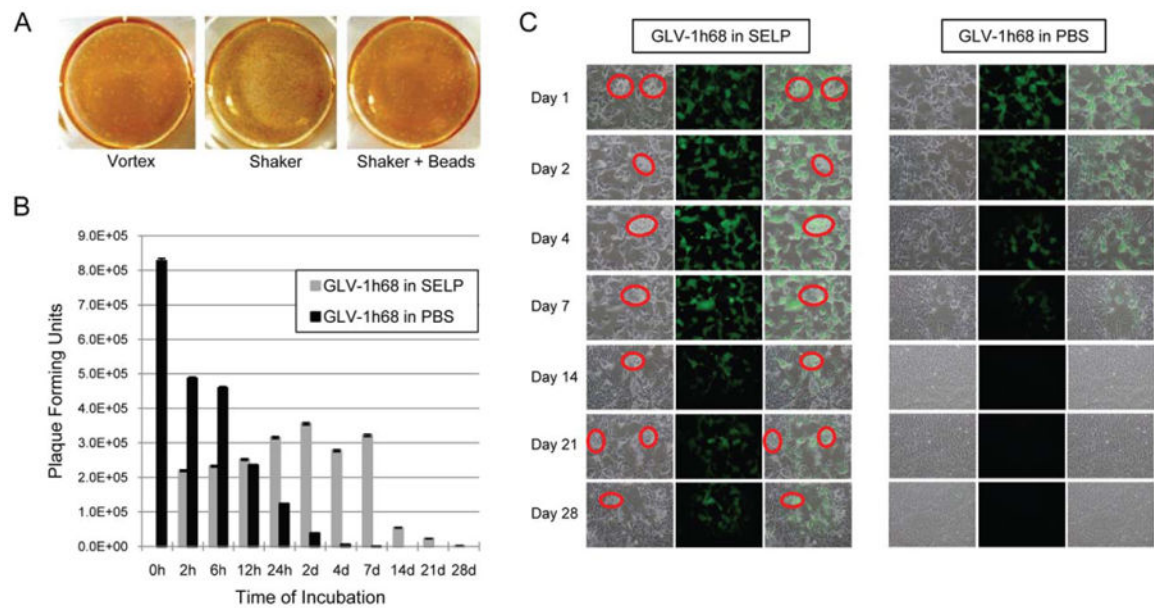 A
Vortex
Shaker
Shaker + Beads
B
Plaque Forming Units
9.0E+05
8.0E+05
7.0E+05
6.0E+05
5.0E+05
4.0E+05
3.0E+05
2.0E+05
1.0E+05
0.0E+00
GLV-1h68 in SELP
GLV-1h68 in PBS
0h 2h 6h 12h 24h 2d 4d 7d 14d 21d 28d
Time of Incubation
C
GLV-1h68 in SELP
GLV-1h68 in PBS
Day 1
Day 2
Day 4
Day 7
Day 14
Day 21
Day 28